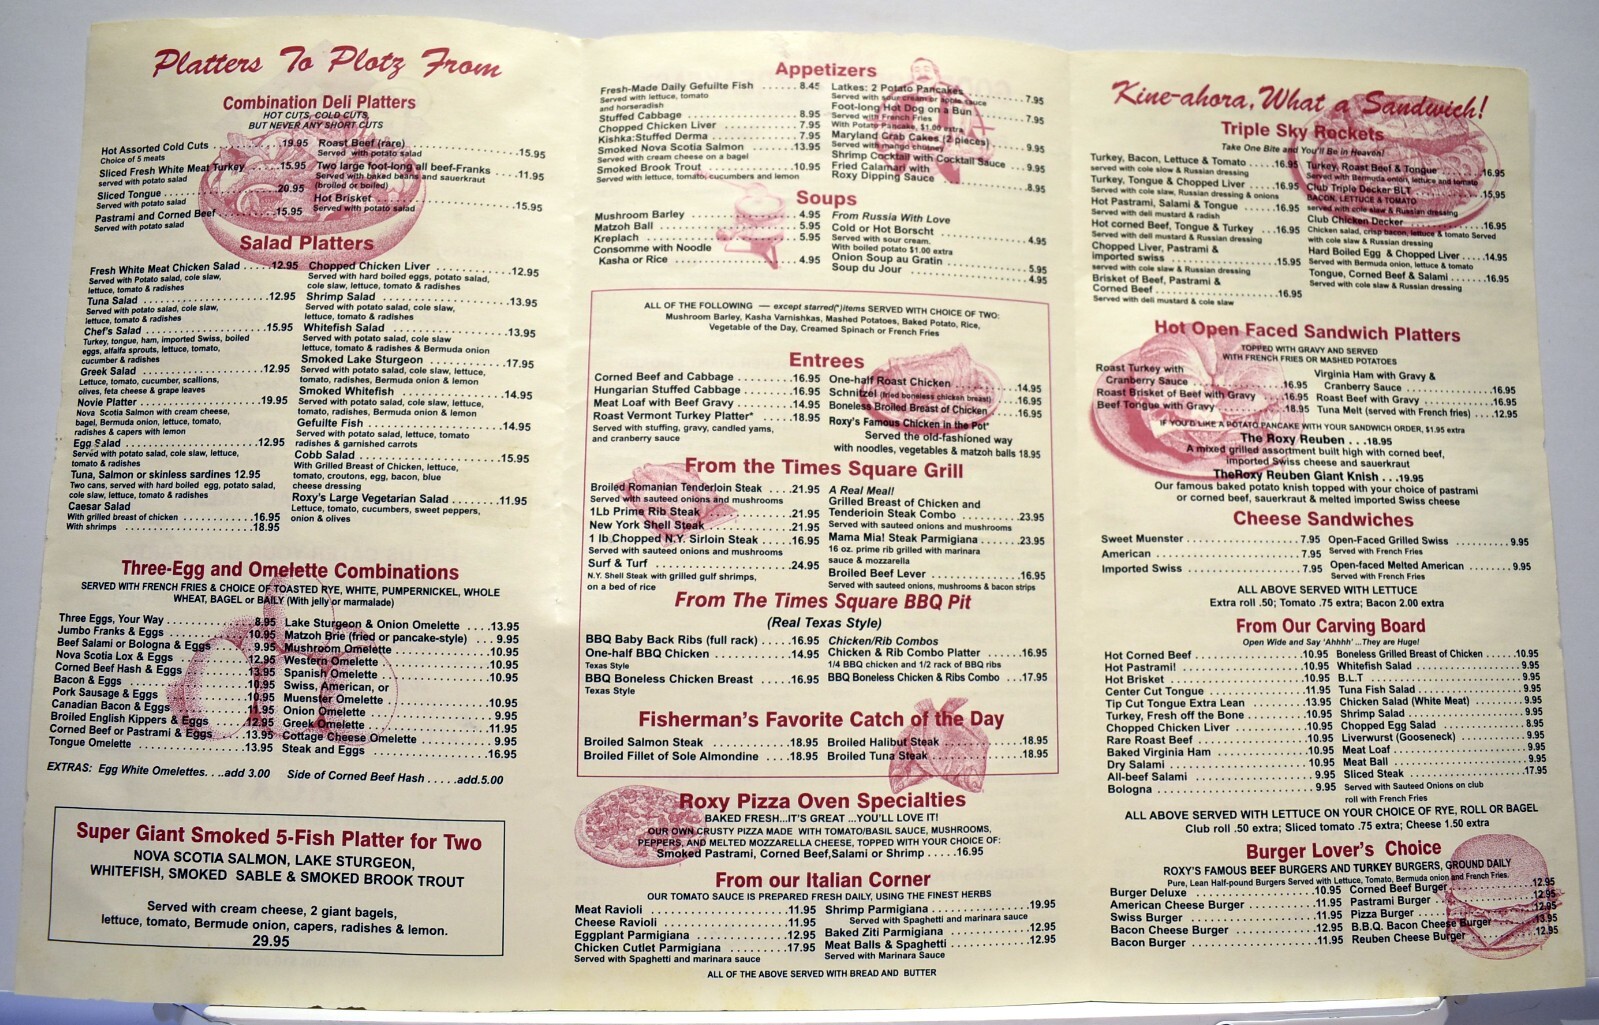 Platters To Plotz From
Combination Deli Platters
HOT CUTS, COLD CUTS,
BUT NEVER ANY SHORT CUTS
Hot Assorted Cold Cuts . . . 19.95
Choice of 5 meats
Sliced Fresh White Meat Turkey . . . 15.95
served with potato salad
Sliced Tongue . . . 20.95
Served with potato salad
Pastrami and Corned Beef . . . 15.95
Served with potato salad
Roast Beef (rare)
Served with potato salad . . . 15.95
Two large foot-long all beef-Franks
Served with baked beans and sauerkraut . . . 11.95
(broiled or boiled)
Hot Brisket
Served with potato salad . . . 15.95
Salad Platters
Fresh White Meat Chicken Salad . . . 12.95
Served with Potato salad, cole slaw,
lettuce, tomato & radishes
Tuna Salad . . . 12.95
Served with potato salad, cole slaw,
lettuce, tomato & radishes
Chef's Salad . . . 15.95
Turkey, tongue, ham, imported Swiss, boiled
eggs, alfalfa sprouts, lettuce, tomato,
cucumber & radishes
Greek Salad . . . 12.95
Lettuce, tomato, cucumber, scallions,
olives, feta cheese & grape leaves
Novie Platter . . . 19.95
Nova Scotia Salmon with cream cheese,
bagel, Bermuda onion, lettuce, tomato,
radishes & capers with lemon
Egg Salad . . . 12.95
Served with potato salad, cole slaw, lettuce,
tomato & radishes
Tuna, Salmon or skinless sardines 12.95
Two cans, served with hard boiled egg, potato salad,
cole slaw, lettuce, tomato & radishes
Caesar Salad
With grilled breast of chicken . . . 16.95
With shrimps . . . 18.95
Chopped Chicken Liver . . . 12.95
Served with hard boiled eggs, potato salad,
cole slaw, lettuce, tomato & radishes
Shrimp Salad . . . 13.95
Served with potato salad, cole slaw,
lettuce, tomato & radishes
Whitefish Salad . . . 13.95
Served with potato salad, cole slaw
lettuce, tomato & radishes & Bermuda onion
Smoked Lake Sturgeon . . . 17.95
Served with potato salad, cole slaw, lettuce,
tomato, radishes, Bermuda onion & lemon
Smoked Whitefish . . . 14.95
Served with potato salad, cole slaw, lettuce,
tomato, radishes, Bermuda onion & lemon
Gefuilte Fish . . . 14.95
Served with potato salad, lettuce, tomato
radishes & garnished carrots
Cobb Salad . . . 15.95
With Grilled Breast of Chicken, lettuce,
tomato, croutons, egg, bacon, blue
cheese dressing
Roxy's Large Vegetarian Salad . . . 11.95
Lettuce, tomato, cucumbers, sweet peppers,
onion & olives
Three-Egg and Omelette Combinations
SERVED WITH FRENCH FRIES & CHOICE OF TOASTED RYE, WHITE, PUMPERNICKEL, WHOLE
WHEAT, BAGEL or BAILY (With jelly or marmalade)
Three Eggs, Your Way . . . 8.95
Jumbo Franks & Eggs . . . 10.95
Beef Salami or Bologna & Eggs 9.95
Nova Scotia Lox & Eggs . . . 12.95
Corned Beef Hash & Eggs . . . 13.95
Bacon & Eggs . . . 10.95
Pork Sausage & Eggs . . . 10.95
Canadian Bacon & Eggs . . . 11.95
Broiled English Kippers & Eggs . . . 12.95
Corned Beef or Pastrami & Eggs . . . 13.95
Tongue Omelette . . . 13.95
Lake Sturgeon & Onion Omelette . . . 13.95
Matzoh Brie (fried or pancake-style) . . . 9.95
Mushroom Omelette . . . 10.95
Western Omelette . . . 10.95
Spanish Omelette . . . 10.95
Swiss, American, or
Muenster Omelette . . . 10.95
Onion Omelette . . . 9.95
Greek Omelette . . . 11.95
Cottage Cheese Omelette . . . 9.95
Steak and Eggs . . . 16.95
EXTRAS: Egg White Omelettes. . . .add 3.00 Side of Corned Beef Hash . . . . .add.5.00
Super Giant Smoked 5-Fish Platter for Two
NOVA SCOTIA SALMON, LAKE STURGEON,
WHITEFISH, SMOKED SABLE & SMOKED BROOK TROUT
Served with cream cheese, 2 giant bagels,
lettuce, tomato, Bermude onion, capers, radishes & lemon.
29.95
Appetizers
Fresh-Made Daily Gefuilte Fish . . . 8.45
Served with lettuce, tomato
and horseradish
Stuffed Cabbage . . . 8.95
Chopped Chicken Liver . . . 7.95
Kishka:Stuffed Derma . . . 7.95
Smoked Nova Scotia Salmon . . . 13.95
Served with cream cheese on a bagel
Smoked Brook Trout . . . 10.95
Served with lettuce, tomato, cucumbers and lemon
Latkes: 2 Potato Pancakes . . . 7.95
Served with sour cream or apple sauce
Foot-long Hot Dog on a Bun
Served with French Fries . . . 7.95
With Potato Pancake, $1.00 extra
Maryland Grab Cakes (2 pieces)
Served with mango chutney . . . 9.95
Shrimp Cocktail with Cocktail Sauce . . . 9.95
Fried Calamari with
Roxy Dipping Sauce . . . 8.95
Soups
Mushroom Barley . . . 4.95
Matzoh Ball . . . 5.95
Kreplach . . . 5.95
Consomme with Noodle
Kasha or Rice . . . 4.95
From Russia With Love
Cold or Hot Borscht . . . 4.95
Served with sour cream.
With boiled potato $1.00 extra
Onion Soup au Gratin . . . 5.95
Soup du Jour . . . 4.95
ALL OF THE FOLLOWING — except starred(*)items SERVED WITH CHOICE OF TWO:
Mushroom Barley, Kasha Varnishkas, Mashed Potatoes, Baked Potato, Rice,
Vegetable of the Day, Creamed Spinach or French Fries
Entrees
Corned Beef and Cabbage . . . 16.95
Hungarian Stuffed Cabbage . . . 16.95
Meat Loaf with Beef Gravy . . . 14.95
Roast Vermont Turkey Platter* . . . 18.95
Served with stuffing, gravy, candied yams,
and cranberry sauce
One-half Roast Chicken . . . 14.95
Schnitzel (fried boneless chicken breast) . . . 16.95
Boneless Broiled Breast of Chicken . . . 16.95
Roxy's Famous Chicken in the Pot*
Served the old-fashioned way
with noodles, vegetables & matzoh balls 18.95
From the Times Square Grill
Broiled Romanian Tenderloin Steak . . . 21.95
Served with sauteed onions and mushrooms
1Lb Prime Rib Steak . . . 21.95
New York Shell Steak . . . 21.95
1 lb Chopped N.Y. Sirloin Steak . . . 16.95
Served with sauteed onions and mushrooms
Surf & Turf . . . 24.95
N.Y. Shell Steak with grilled gulf shrimps,
on a bed of rice
A Real Meal!
Grilled Breast of Chicken and
Tenderioin Steak Combo . . . 23.95
Served with sauteed onions and mushrooms
Mama Mia! Steak Parmigiana . . . 23.95
16 oz. prime rib grilled with marinara
sauce & mozzarella
Broiled Beef Lever . . . 16.95
Served with sauteed onions, mushrooms & bacon strips
From The Times Square BBQ Pit
(Real Texas Style)
BBQ Baby Back Ribs (full rack) . . . 16.95
One-half BBQ Chicken . . . 14.95
Texas Style
BBQ Boneless Chicken Breast . . . 16.95
Texas Style
Chicken/Rib Combos
Chicken & Rib Combo Platter . . . 16.95
1/4 BBQ chicken and 1/2 rack of BBQ ribs
BBQ Boneless Chicken & Ribs Combo . . . 17.95
Fisherman's Favorite Catch of the Day
Broiled Salmon Steak . . . 18.95
Broiled Fillet of Sole Almondine . . . 18.95
Broiled Halibut Steak . . . 18.95
Broiled Tuna Steak . . . 18.95
Roxy Pizza Oven Specialties
BAKED FRESH...IT'S GREAT ...YOU'LL LOVE IT!
OUR OWN CRUSTY PIZZA MADE WITH TOMATO/BASIL SAUCE, MUSHROOMS,
PEPPERS, AND MELTED MOZZARELLA CHEESE, TOPPED WITH YOUR CHOICE OF:
Smoked Pastrami, Corned Beef,Salami or Shrimp . . . . .16.95
From our Italian Corner
OUR TOMATO SAUCE IS PREPARED FRESH DAILY, USING THE FINEST HERBS
Meat Ravioli . . . 11.95
Cheese Ravioli . . . 11.95
Eggplant Parmigiana . . . 12.95
Chicken Cutlet Parmigiana . . . 17.95
Served with Spaghetti and marinara sauce
Shrimp Parmigiana . . . 19.95
Served with Spaghetti and marinara sauce
Baked Ziti Parmigiana . . . 12.95
Meat Balls & Spaghetti . . . 12.95
Served with Marinara Sauce
ALL OF THE ABOVE SERVED WITH BREAD AND BUTTER
Kine-ahora, What a Sandwich!
Triple Sky Rockets
Take One Bite and You'll Be in Heaven!
Turkey, Bacon, Lettuce & Tomato . . . 16.95
Served with cole slow & Russian dressing
Turkey, Tongue & Chopped Liver . . . 16.95
Served with cole slaw, Russian dressing & onions
Hot Pastrami, Salami & Tongue . . . 16.95
Served with deli mustard & radish
Hot corned Beef, Tongue & Turkey . . . 16.95
Served with deli mustard & Russian dressing
Chopped Liver, Pastrami &
imported swiss . . . 15.95
served with cole slaw & Russian dressing
Brisket of Beef, Pastrami &
Corned Beef . . . 16.95
Served with deli mustard & cole slaw
Turkey, Roast Beef & Tongue . . . 16.95
Served with Bermuda onion, lettuce and tomato
Club Triple Decker BLT . . . 15,95
BACON, LETTUCE & TOMATO
served with cole slaw & Russian dressing
Club Chicken Decker . . . 16.95
Chicken salad, crisp bacon, lettuce & tomato Served
with cole slaw & Russian dressing
Hard Boiled Egg & Chopped Liver . . . 14.95
Served with Bermuda onion, lettuce & tomato
Tongue, Corned Beef & Salami . . . 16.95
Served with cole slaw & Russian dressing
Hot Open Faced Sandwich Platters
TOPPED WITH GRAVY AND SERVED
WITH FRENCH FRIES OR MASHED POTATOES
Roast Turkey with
Cranberry Sauce . . . 16.95
Roast Brisket of Beef with Gravy . . . 16.95
Beef Tongue with Gravy . . . 18.95
Virginia Ham with Gravy &
Cranberry Sauce . . . 16.95
Roast Beef with Gravy . . . 16.95
Tuna Melt (served with French fries) . . . 12.95
IF YOU'D LIKE A POTATO PANCAKE WITH YOUR SANDWICH ORDER, $1.95 extra
The Roxy Reuben . . .18.95
A mixed grilled assortment built high with corned beef,
imported Swiss cheese and sauerkraut
TheRoxy Reuben Giant Knish . . .19.95
Our famous baked potato knish topped with your choice of pastrami
or corned beef, sauerkraut & melted imported Swiss cheese
Cheese Sandwiches
Sweet Muenster . . . 7.95
American . . . 7.95
Imported Swiss . . . 7.95
Open-Faced Grilled Swiss . . . 9.95
Served with French Fries
Open-faced Melted American . . . 9.95
Served with French Fries
ALL ABOVE SERVED WITH LETTUCE
Extra roll .50; Tomato .75 extra; Bacon 2.00 extra
From Our Carving Board
Open Wide and Say 'Ahhhh' ...They are Huge!
Hot Corned Beef . . . 10.95
Hot Pastrami! . . . 10.95
Hot Brisket . . . 10.95
Center Cut Tongue . . . 11.95
Tip Cut Tongue Extra Lean . . . 13.95
Turkey, Fresh off the Bone . . . 10.95
Chopped Chicken Liver . . . 10.95
Rare Roast Beef . . . 10.95
Baked Virginia Ham . . . 10.95
Dry Salami . . . 10.95
All-beef Salami . . . 9.95
Bologna . . . 9.95
Boneless Grilled Breast of Chicken . . . 10.95
Whitefish Salad . . . 9.95
B.L.T . . . 9.95
Tuna Fish Salad . . . 9.95
Chicken Salad (White Meat) . . . 9.95
Shrimp Salad . . . 9.95
Chopped Egg Salad . . . 8.95
Liverwurst (Gooseneck) . . . 9.95
Meat Loaf . . . 9.95
Meat Ball . . . 9.95
Sliced Steak . . . 17.95
Served with Sauteed Onions on club
roll with French Fries
ALL ABOVE SERVED WITH LETTUCE ON YOUR CHOICE OF RYE, ROLL OR BAGEL
Club roll .50 extra; Sliced tomato .75 extra; Cheese 1.50 extra
Burger Lover's Choice
ROXY'S FAMOUS BEEF BURGERS AND TURKEY BURGERS, GROUND DAILY
Pure, Lean Half-pound Burgers Served with Lettuce, Tomato, Bermuda onion and French Fries.
Burger Deluxe . . . 10.95
American Cheese Burger . . . 11.95
Swiss Burger . . . 11.95
Bacon Cheese Burger . . . 12.95
Bacon Burger . . . 11.95
Corned Beef Burger . . . 12.95
Pastrami Burger . . . 12.95
Pizza Burger . . . 12.95
B.B.Q. Bacon Cheese Burger . . . 13.95
Reuben Cheese Burger . . . 12.95